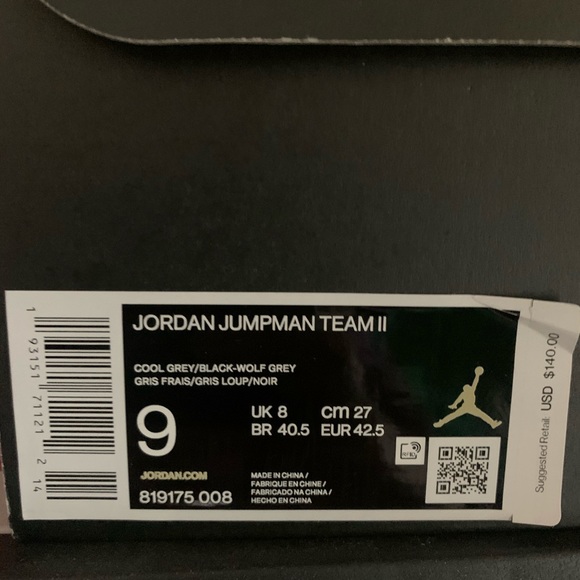 JORDAN JUMPMAN TEAM II
COOL GREY/BLACK-WOLF GREY
GRIS FRAIS/GRIS LOUP/NOIR
9
UK 8 cm 27
BR 40.5 EUR 42.5
JORDAN.COM
819175 008
MADE IN CHINA /
FABRIQUE EN CHINE /
FABRICADO NA CHINA /
HECHO EN CHINA
1 93151 71121 2 14
Suggested Retail: USD $140.00